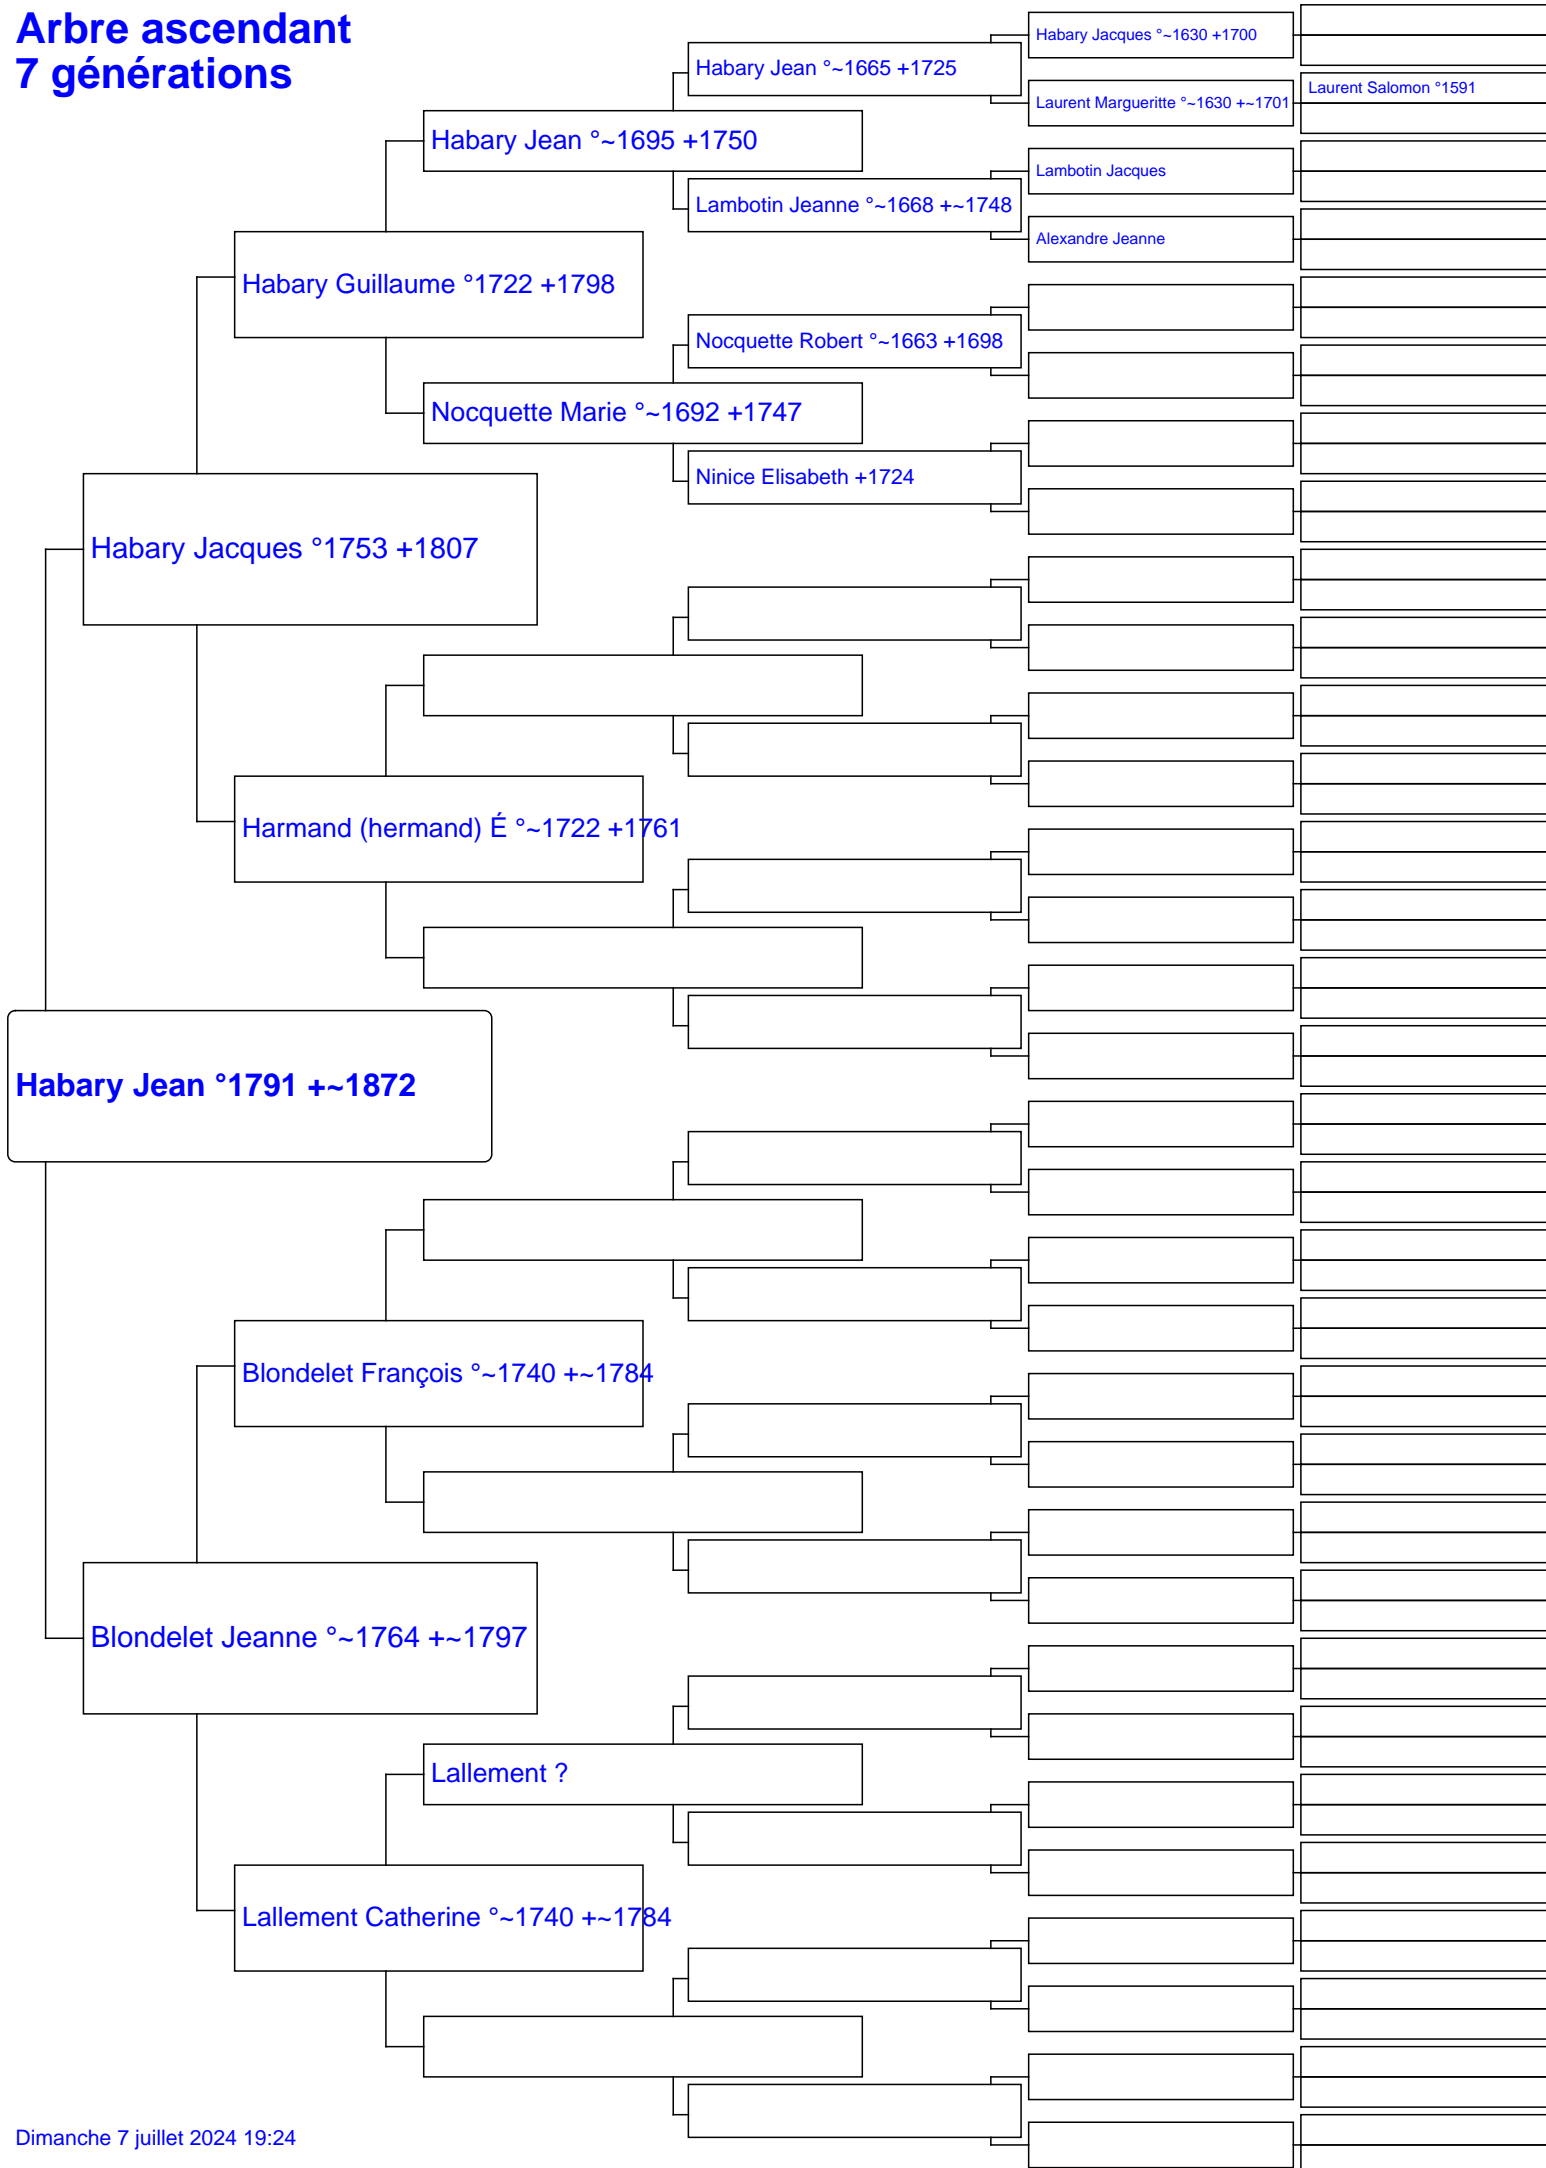 Arbre ascendant
7 générations
Habary Jacques °~1630 +1700
Habary Jean °~1665 +1725
Laurent Margueritte °~1630 +~1701
Laurent Salomon °1591
Habary Jean °~1695 +1750
Lambotin Jacques
Lambotin Jeanne °~1668 +~1748
Alexandre Jeanne
Habary Guillaume °1722 +1798
Nocquette Robert °~1663 +1698
Nocquette Marie °~1692 +1747
Ninice Elisabeth +1724
Habary Jacques °1753 +1807
Harmand (hermand) É °~1722 +1761
Habary Jean °1791 +~1872
Blondelet François °~1740 +~1784
Blondelet Jeanne °~1764 +~1797
Lallement ?
Lallement Catherine °~1740 +~1784
Dimanche 7 juillet 2024 19:24